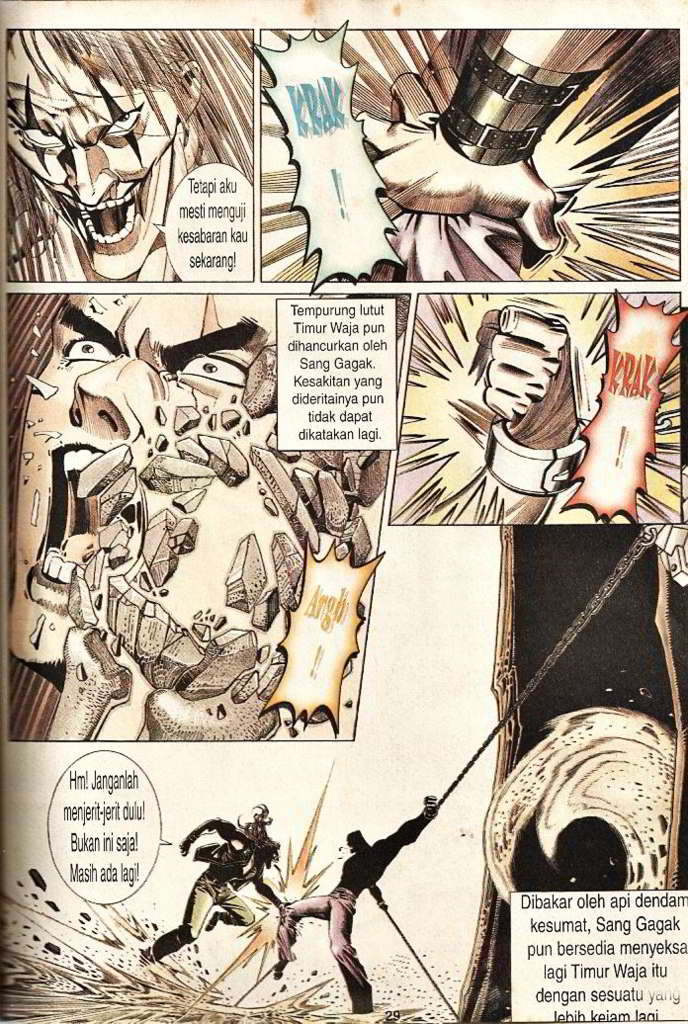 Tetapi aku
mesti menguji
kesabaran kau
sekarang!
KRAK
!
Tempurung lutut
Timur Waja pun
dihancurkan oleh
Sang Gagak.
Kesakitan yang
dideritainya pun
tidak dapat
dikatakan lagi.
KRAK
!!
Argh
!!
Hm! Janganlah
menjerit-jerit dulu!
Bukan ini saja!
Masih ada lagi!
Dibakar oleh api dendam
kesumat, Sang Gagak
pun bersedia menyeksa
lagi Timur Waja itu
dengan sesuatu yang
lebih kejam lagi.
29